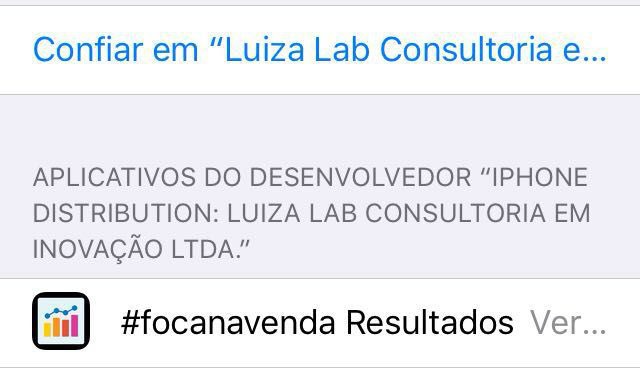 Confiar em “Luiza Lab Consultoria e...
APLICATIVOS DO DESENVOLVEDOR “IPHONE
DISTRIBUTION: LUIZA LAB CONSULTORIA EM
INOVAÇÃO LTDA.”
#focanavenda Resultados Ver...